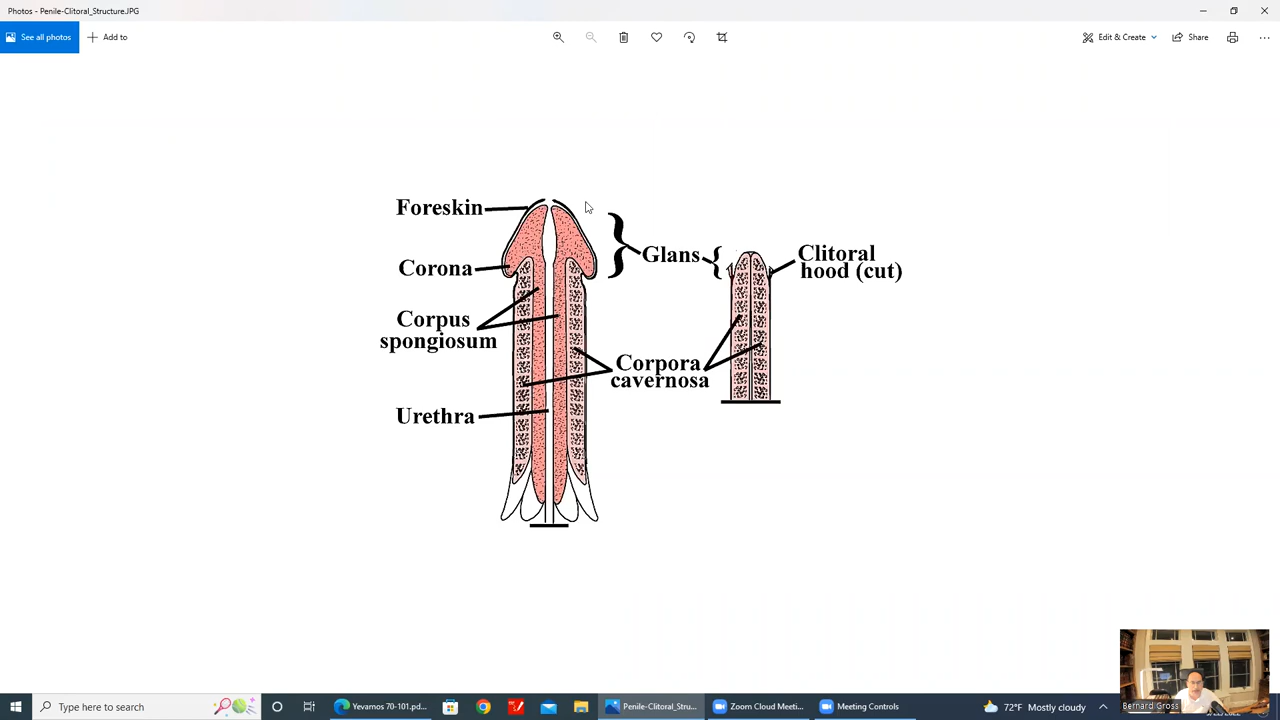 Photos - Penile-Clitoral_Structure.JPG
See all photos
Add to
Edit & Create
Share
Foreskin
Glans
Clitoral
hood (cut)
Corona
Corpus
spongiosum
Corpora
cavernosa
Urethra
Bernard Gross
Type here to search
Yevamos 70-101.pd...
Penile-Clitoral_Stru...
Zoom Cloud Meeti...
Meeting Controls
72°F Mostly cloudy